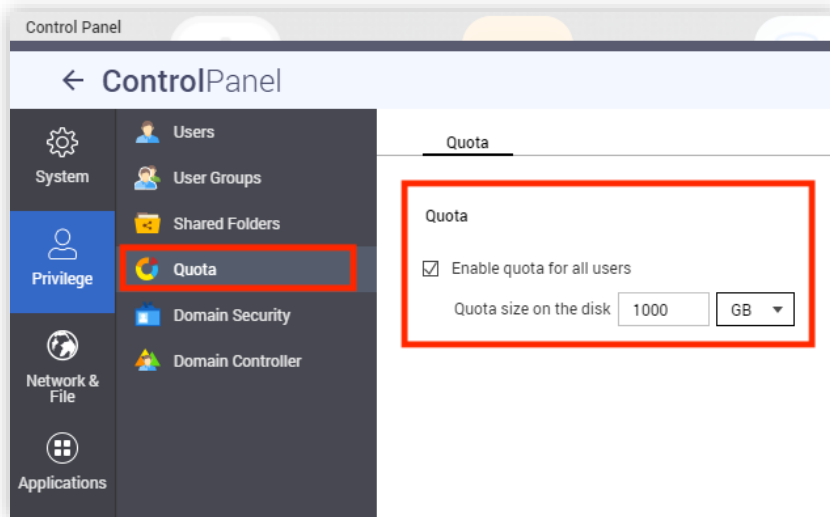 Control Panel
ControlPanel
System
Privilege
Network &
File
Applications
Users
User Groups
Shared Folders
Quota
Domain Security
Domain Controller
Quota
Quota
Enable quota for all users
Quota size on the disk 1000 GB